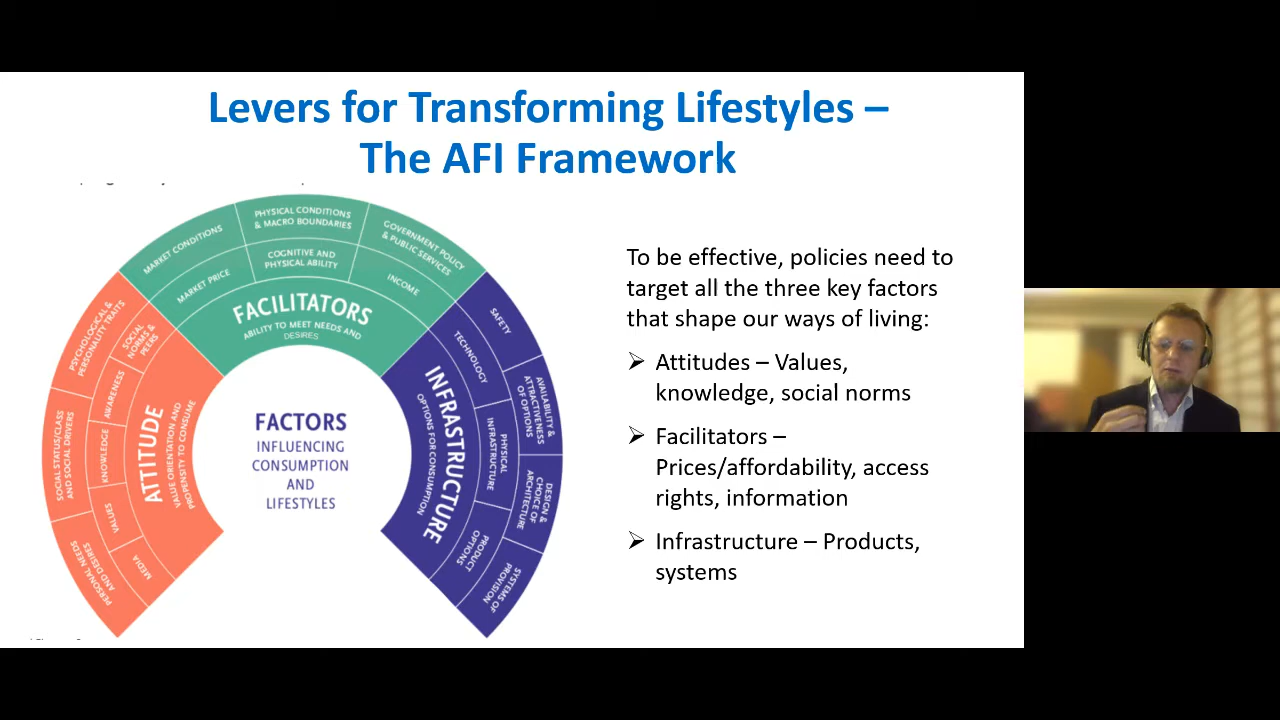 Levers for Transforming Lifestyles –
The AFI Framework
MARKET CONDITIONS
PHYSICAL CONDITIONS
& MACRO BOUNDARIES
GOVERNMENT POLICY
& PUBLIC SERVICES
MARKET PRICE
COGNITIVE AND
PHYSICAL ABILITY
INCOME
FACILITATORS
ABILITY TO MEET NEEDS AND
DESIRES
PSYCHOLOGICAL &
PERSONALITY TRAITS
SOCIAL STATUS/CLASS
AND SOCIAL DRIVERS
PERSONAL NEEDS
AND DESIRES
SOCIAL
NORMS &
PEERS
AWARENESS
KNOWLEDGE
VALUES
MEDIA
ATTITUDE
VALUE ORIENTATION AND
PROPENSITY TO CONSUME
FACTORS
INFLUENCING
CONSUMPTION
AND
LIFESTYLES
INFRASTRUCTURE
OPTIONS FOR CONSUMPTION
TECHNOLOGY
PHYSICAL
INFRASTRUCTURE
PRODUCT
OPTIONS
SAFETY
AVAILABILITY &
ATTRACTIVENESS
OF OPTIONS
DESIGN &
CHOICE OF
ARCHITECTURE
SYSTEMS OF
PROVISION
To be effective, policies need to
target all the three key factors
that shape our ways of living:
➢ Attitudes – Values,
knowledge, social norms
➢ Facilitators –
Prices/affordability, access
rights, information
➢ Infrastructure – Products,
systems